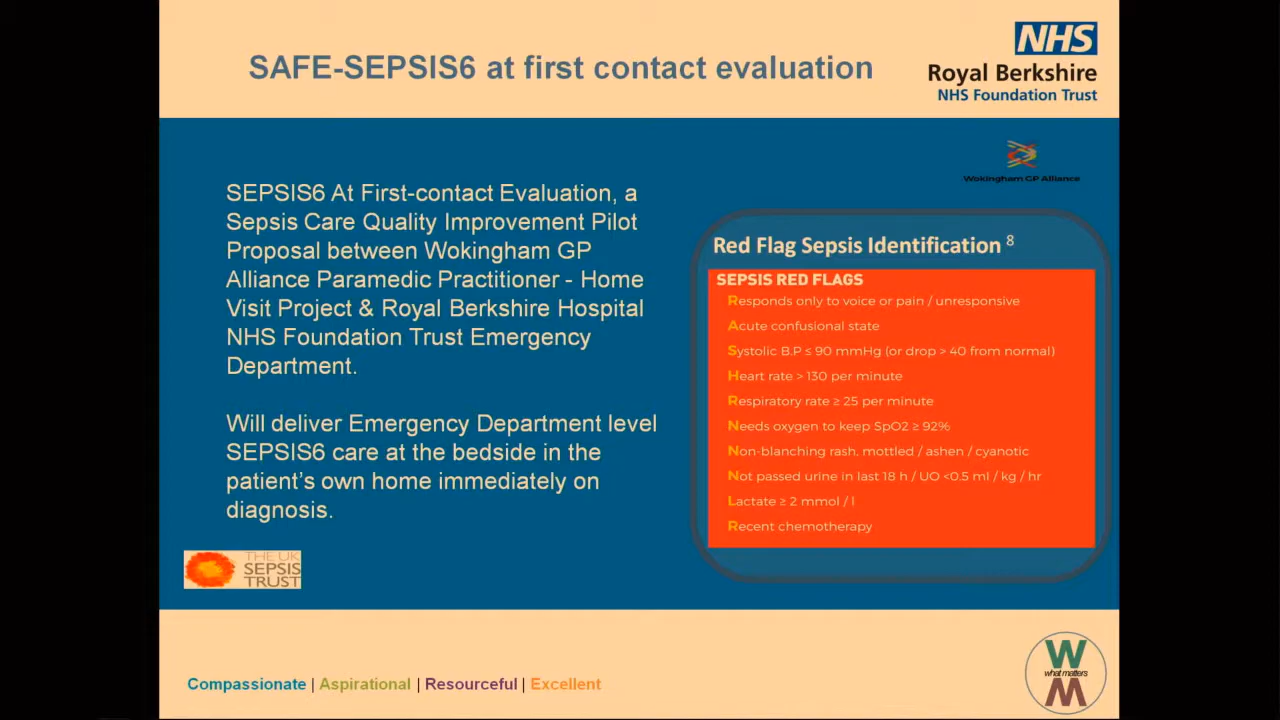 SAFE-SEPSIS6 at first contact evaluation
NHS
Royal Berkshire
NHS Foundation Trust
Wokingham GP Alliance
SEPSIS6 At First-contact Evaluation, a
Sepsis Care Quality Improvement Pilot
Proposal between Wokingham GP
Alliance Paramedic Practitioner - Home
Visit Project & Royal Berkshire Hospital
NHS Foundation Trust Emergency
Department.
Will deliver Emergency Department level
SEPSIS6 care at the bedside in the
patient's own home immediately on
diagnosis.
THE UK
SEPSIS
TRUST
Red Flag Sepsis Identification 8
SEPSIS RED FLAGS
Responds only to voice or pain / unresponsive
Acute confusional state
Systolic B.P ≤ 90 mmHg (or drop > 40 from normal)
Heart rate > 130 per minute
Respiratory rate ≥ 25 per minute
Needs oxygen to keep SpO2 ≥ 92%
Non-blanching rash, mottled / ashen / cyanotic
Not passed urine in last 18 h / UO <0.5 ml / kg / hr
Lactate ≥ 2 mmol / l
Recent chemotherapy
Compassionate | Aspirational | Resourceful | Excellent
W
what matters
M